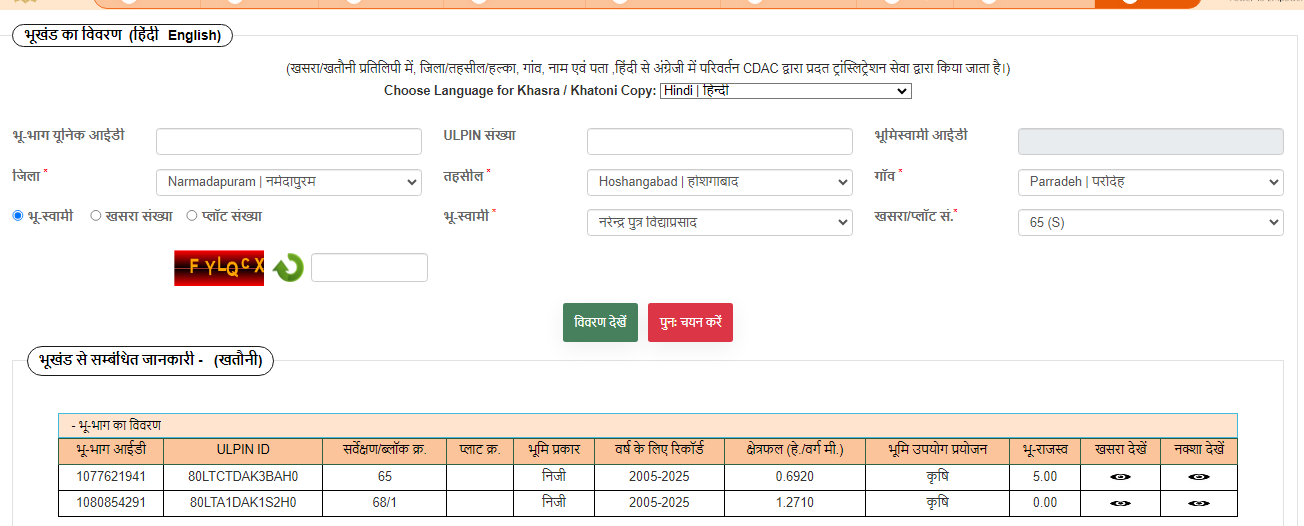 भूखंड का विवरण (हिंदी English)
(खसरा/खतौनी प्रतिलिपी में, जिला/तहसील/हल्का, गांव, नाम एवं पता ,हिंदी से अंग्रेजी में परिवर्तन CDAC द्वारा प्रदत ट्रांस्लिट्रेशन सेवा द्वारा किया जाता है।)
Choose Language for Khasra / Khatoni Copy: Hindi | हिन्दी
भू-भाग यूनिक आईडी ULPIN संख्या भूमिस्वामी आईडी
जिला * Narmadapuram | नर्मदापुरम तहसील * Hoshangabad | होशंगाबाद गाँव * Parradeh | पर्रादेह
भू-स्वामी खसरा संख्या प्लॉट संख्या भू-स्वामी * नरेन्द्र पुत्र विद्याप्रसाद खसरा/प्लॉट सं.* 65 (S)
FYLQCX
विवरण देखें पुनः चयन करें
भूखंड से सम्बंधित जानकारी - (खतौनी)
- भू-भाग का विवरण
भू-भाग आईडी ULPIN ID सर्वेक्षण/ब्लॉक क्र. प्लाट क्र. भूमि प्रकार वर्ष के लिए रिकॉर्ड क्षेत्रफल (हे./वर्ग मी.) भूमि उपयोग प्रयोजन भू-राजस्व खसरा देखें नक्शा देखें
1077621941 80LTCTDAK3BAH0 65 निजी 2005-2025 0.6920 कृषि 5.00
1080854291 80LTA1DAK1S2H0 68/1 निजी 2005-2025 1.2710 कृषि 0.00